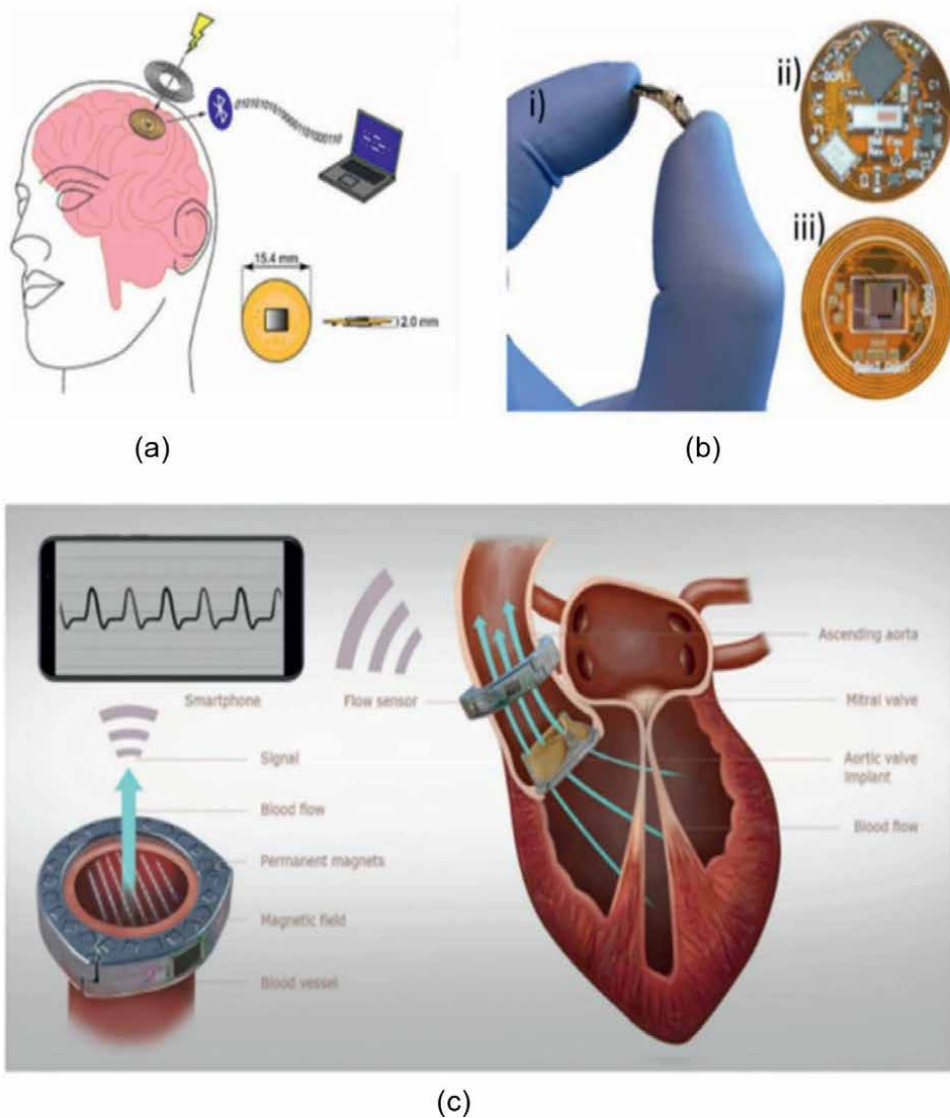 15.4 mm
2.0 mm
(a)
i)
ii)
iii)
(b)
Smartphone
Signal
Blood flow
Permanent magnets
Magnetic field
Blood vessel
Flow sensor
Ascending aorta
Mitral valve
Aortic valve
implant
Blood flow
(c)